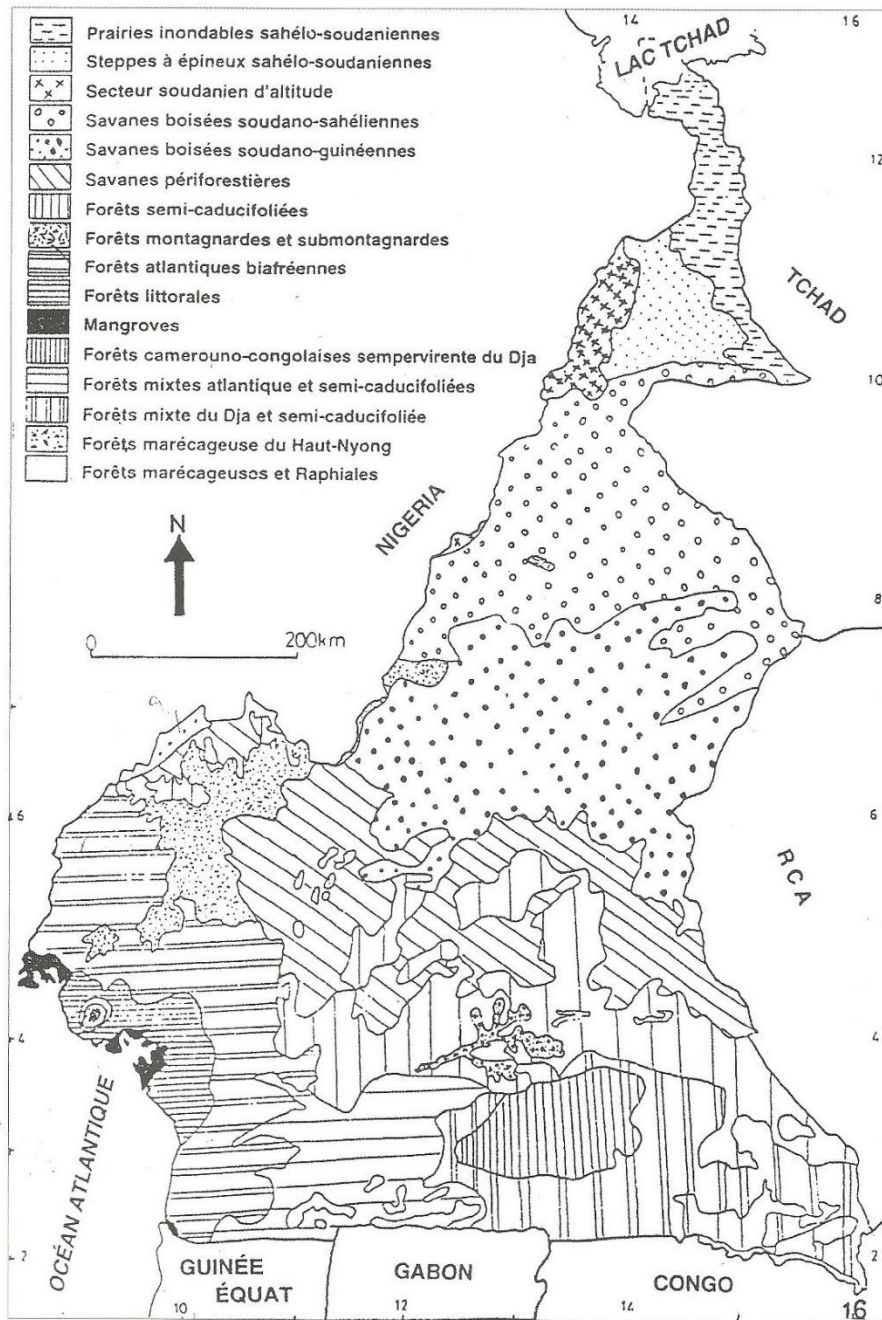 Prairies inondables sahélo-soudaniennes
Steppes à épineux sahélo-soudaniennes
Secteur soudanien d'altitude
Savanes boisées soudano-sahéliennes
Savanes boisées soudano-guinéennes
Savanes périforestières
Forêts semi-caducifoliées
Forêts montagnardes et submontagnardes
Forêts atlantiques biafréennes
Forêts littorales
Mangroves
Forêts camerouno-congolaises sempervirente du Dja
Forêts mixtes atlantique et semi-caducifoliées
Forêts mixte du Dja et semi-caducifoliée
Forêts marécageuse du Haut-Nyong
Forêts marécageuses et Raphiales
N
0 200km
14 16
LAC TCHAD
12
TCHAD
10
NIGERIA
8
6 6
RCA
4 4
OCÉAN ATLANTIQUE
2 2
GUINÉE
ÉQUAT
GABON
CONGO
10 12 14 16